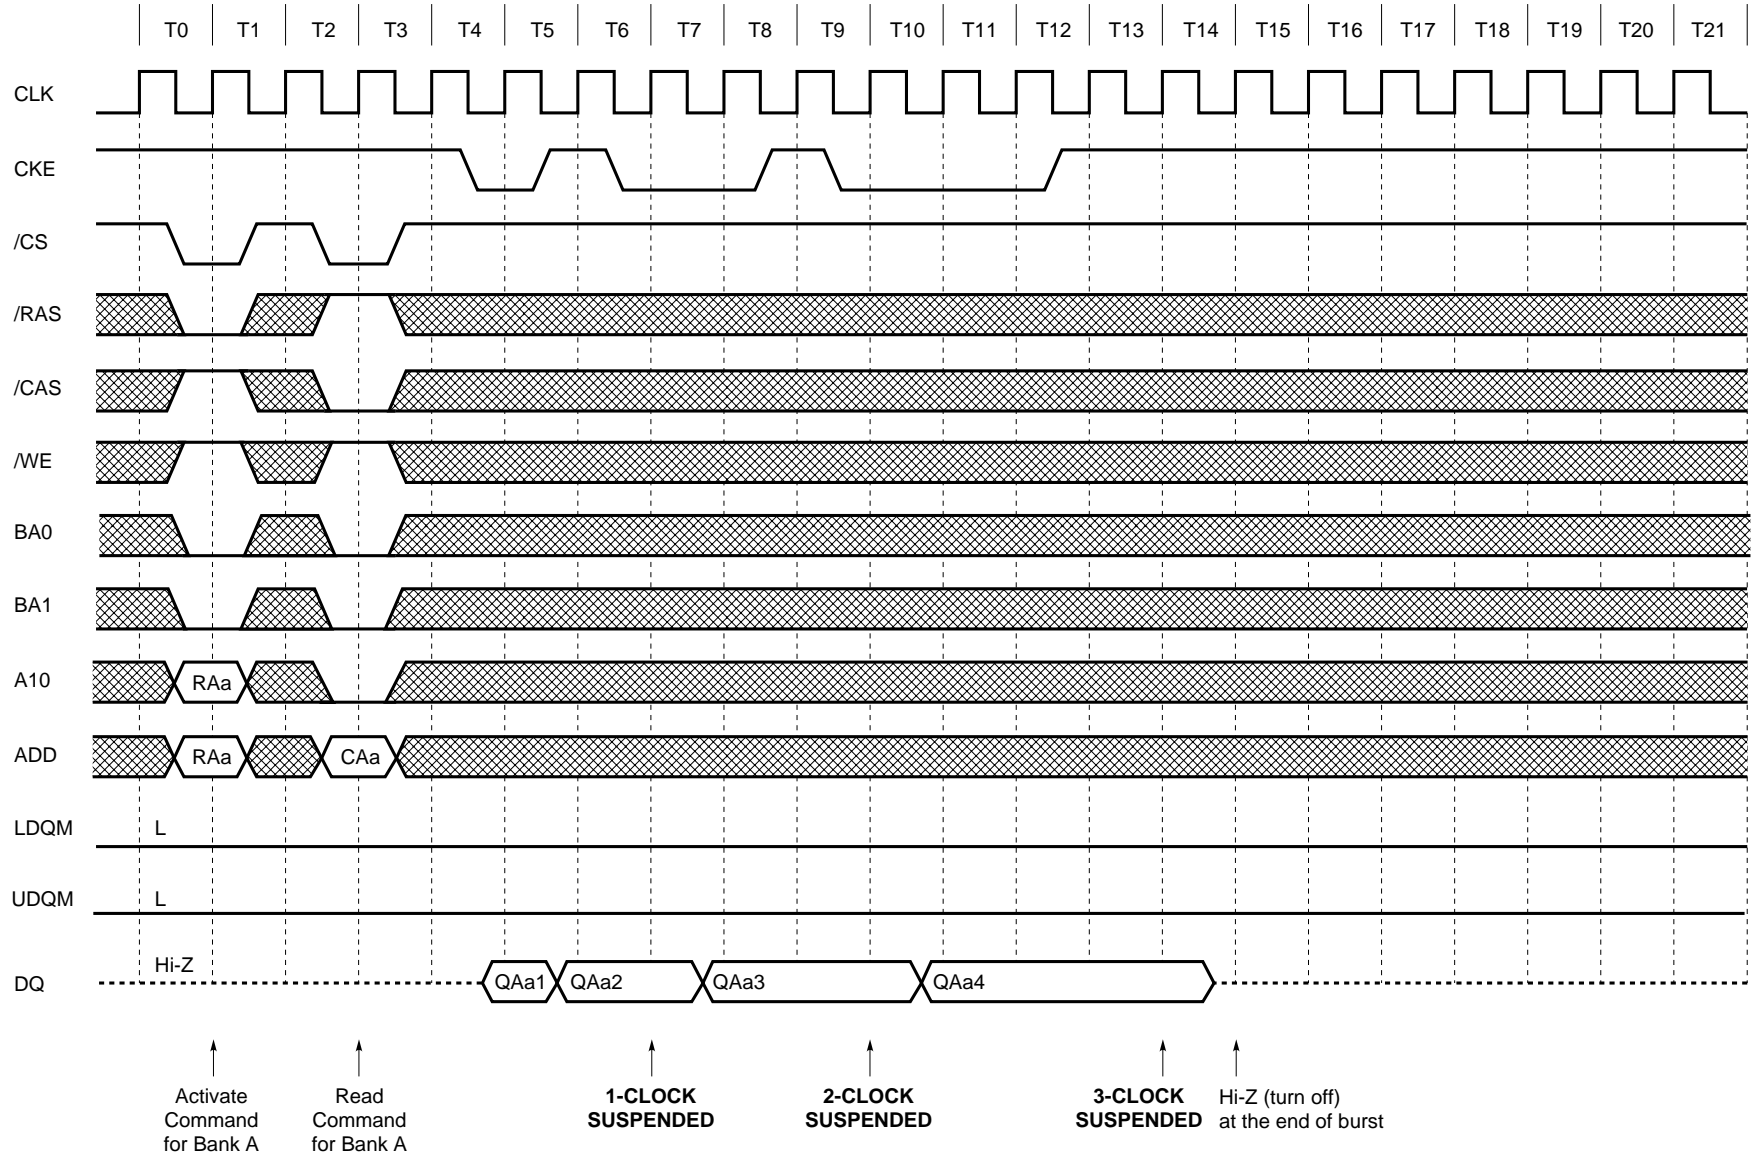 T0 T1 T2 T3 T4 T5 T6 T7 T8 T9 T10 T11 T12 T13 T14 T15 T16 T17 T18 T19 T20 T21
CLK
CKE
/CS
/RAS
/CAS
/WE
BA0
BA1
A10 RAa
ADD RAa CAa
LDQM L
UDQM L
DQ Hi-Z QAa1 QAa2 QAa3 QAa4
Activate
Command
for Bank A
Read
Command
for Bank A
1-CLOCK
SUSPENDED
2-CLOCK
SUSPENDED
3-CLOCK
SUSPENDED
Hi-Z (turn off)
at the end of burst